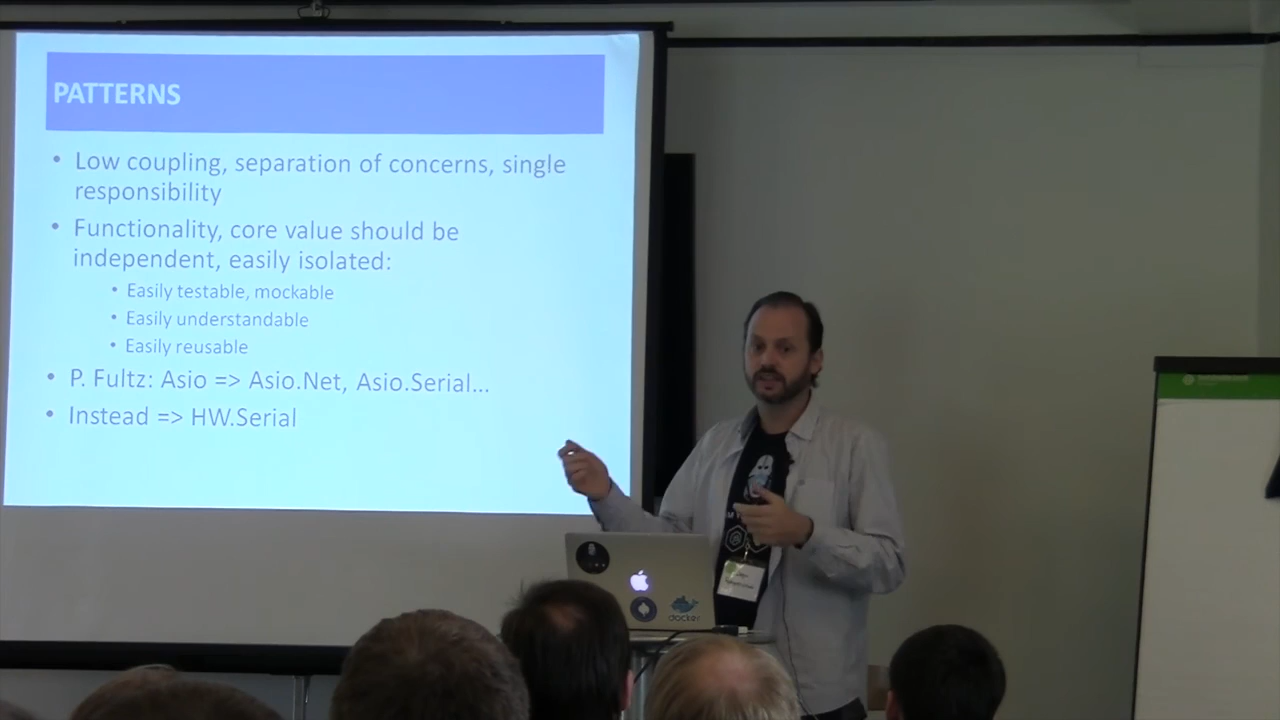 PATTERNS
• Low coupling, separation of concerns, single
responsibility
• Functionality, core value should be
independent, easily isolated:
• Easily testable, mockable
• Easily understandable
• Easily reusable
• P. Fultz: Asio => Asio.Net, Asio.Serial...
• Instead => HW.Serial
docker